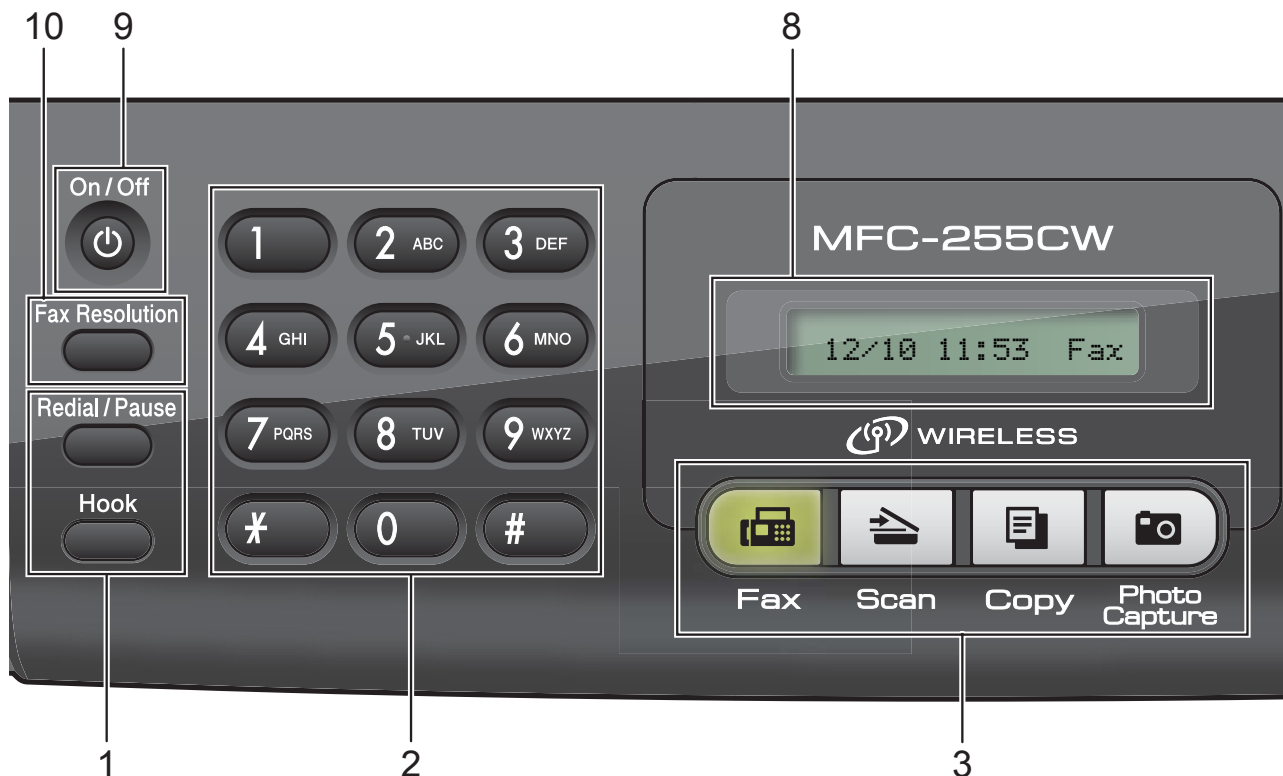 10 9 8
On / Off
Fax Resolution
Redial / Pause
Hook
1 2 ABC 3 DEF
4 GHI 5 JKL 6 MNO
7 PQRS 8 TUV 9 WXYZ
* 0 #
MFC-255CW
12/10 11:53 Fax
WIRELESS
Fax Scan Copy Photo
Capture
1 2 3